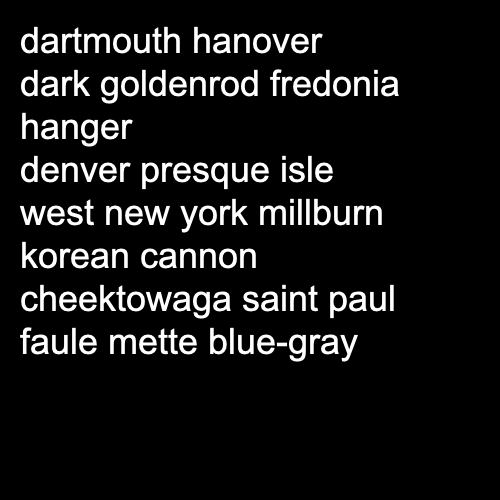 dartmouth hanover
dark goldenrod fredonia
hanger
denver presque isle
west new york millburn
korean cannon
cheektowaga saint paul
faule mette blue-gray